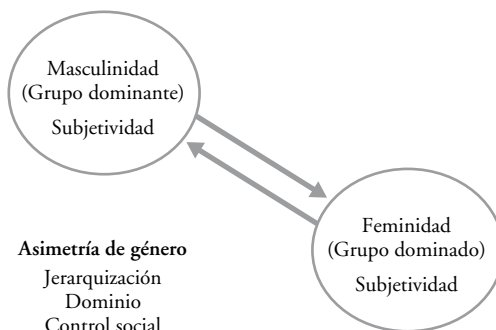 Masculinidad
(Grupo dominante)
Subjetividad
Feminidad
(Grupo dominado)
Subjetividad
Asimetría de género
Jerarquización
Dominio
Control social